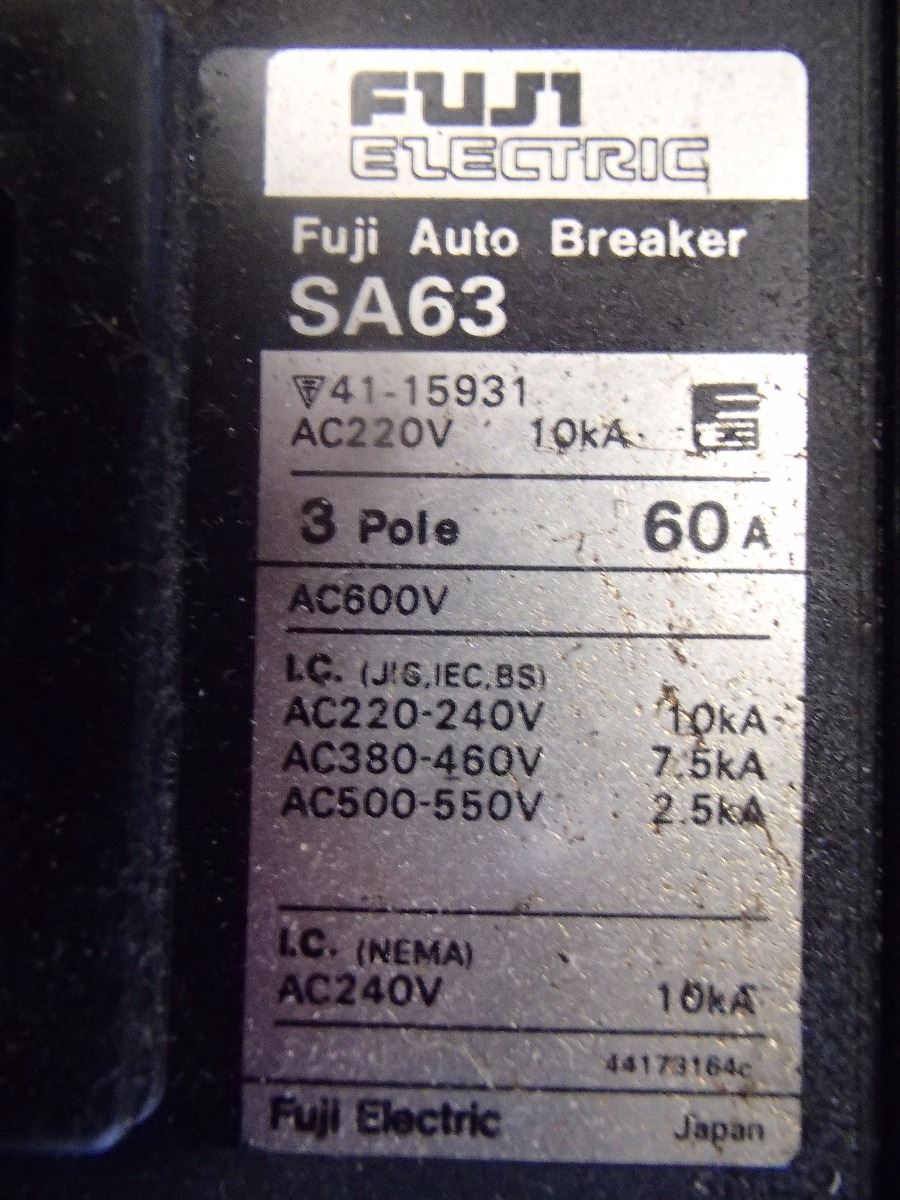 FUJI
ELECTRIC
Fuji Auto Breaker
SA63
41-15931
AC220V 10kA
3 Pole 60A
AC600V
I.C. (JIS,IEC,BS)
AC220-240V 10kA
AC380-460V 7.5kA
AC500-550V 2.5kA
I.C. (NEMA)
AC240V 10kA
44173164c
Fuji Electric Japan